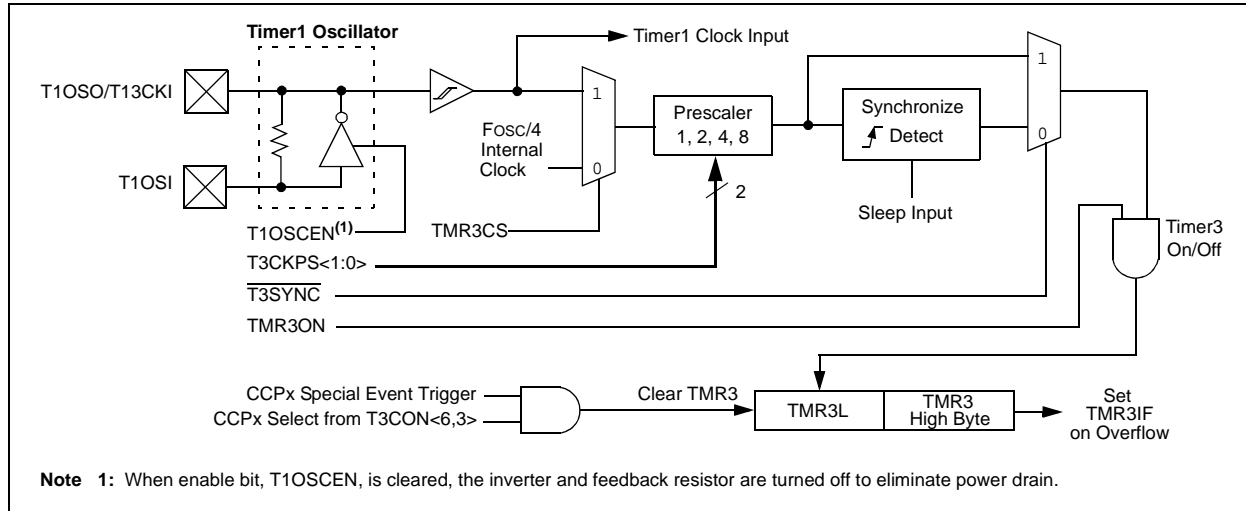 Timer1 Oscillator
Timer1 Clock Input
T1OSO/T13CKI
1
FOSC/4
Internal
Clock
0
Prescaler
1, 2, 4, 8
Synchronize
Detect
1
0
T1OSI
2
Sleep Input
T1OSCEN(1)
TMR3CS
T3CKPS<1:0>
T3SYNC
TMR3ON
Timer3
On/Off
CCPx Special Event Trigger
CCPx Select from T3CON<6,3>
Clear TMR3
TMR3L
TMR3
High Byte
Set
TMR3IF
on Overflow
Note 1: When enable bit, T1OSCEN, is cleared, the inverter and feedback resistor are turned off to eliminate power drain.